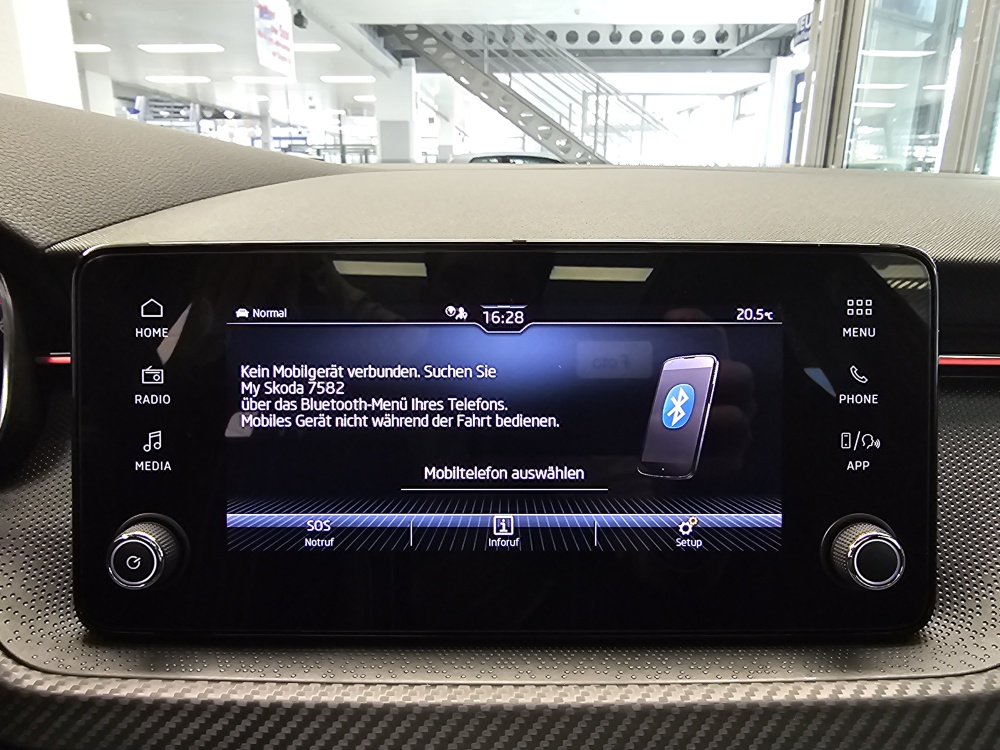 Normal
16:28
20.5°C
HOME
RADIO
MEDIA
Kein Mobilgerät verbunden. Suchen Sie
My Skoda 7582
über das Bluetooth-Menü Ihres Telefons.
Mobiles Gerät nicht während der Fahrt bedienen.
Mobiltelefon auswählen
SOS
Notruf
i
Inforuf
Setup
MENU
PHONE
APP